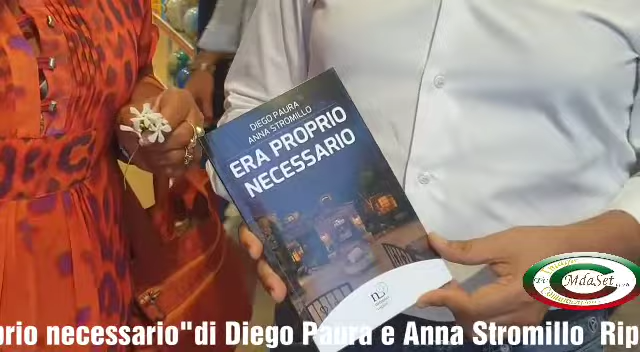 DIEGO PAURA
ANNA STROMILLO
ERA PROPRIO
NECESSARIO
MdaSet
prio necessario"di Diego Paura e Anna Stromillo Rip